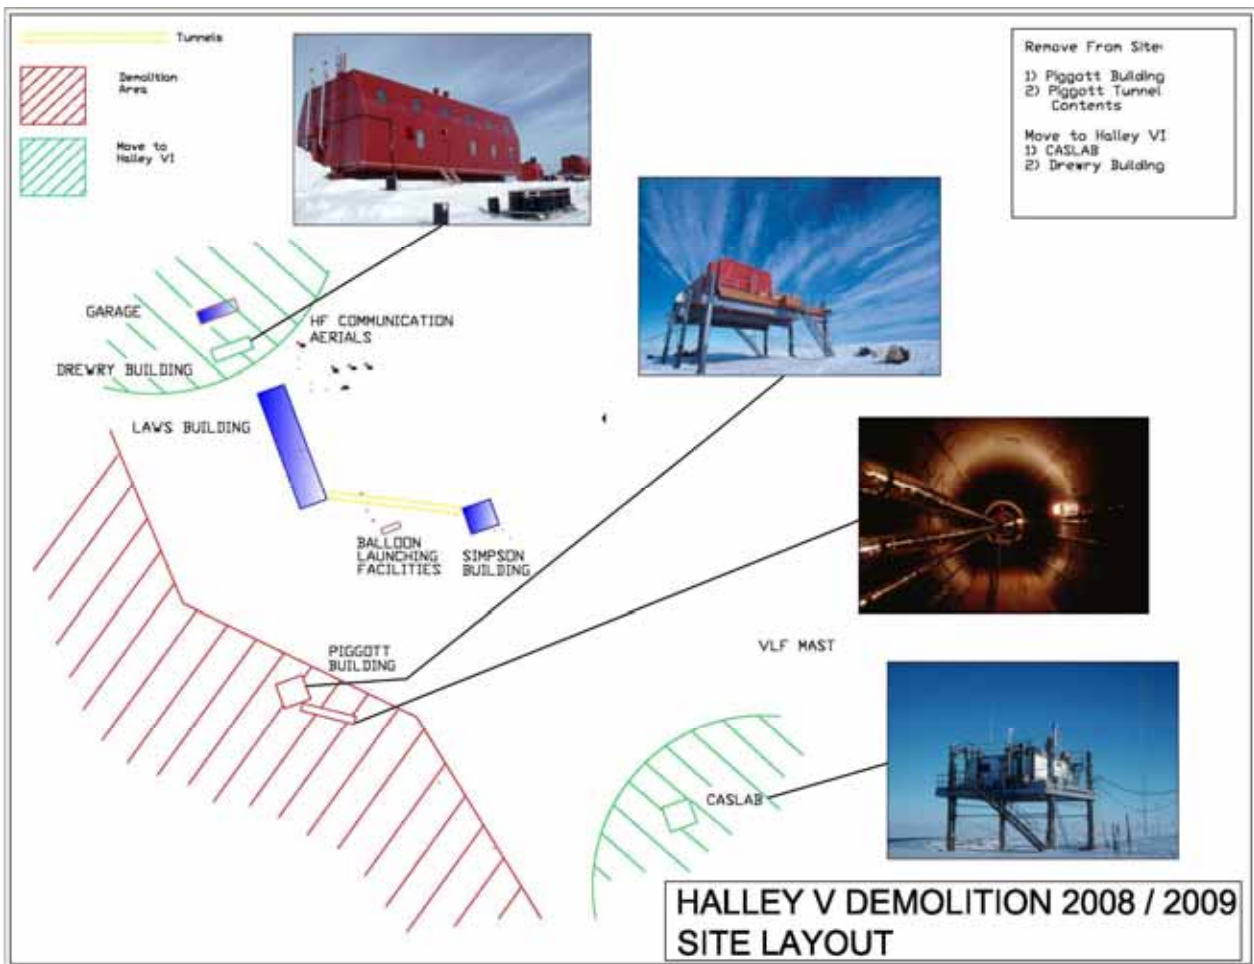 Tunnels
Demolition
Area
Move to
Halley VI
Remove From Site:
1) Piggott Building
2) Piggott Tunnel
Contents
Move to Halley VI
1) CASLAB
2) Drewry Building
GARAGE
HF COMMUNICATION
AERIALS
DREWRY BUILDING
LAWS BUILDING
BALLOON
LAUNCHING
FACILITIES
SIMPSON
BUILDING
PIGGOTT
BUILDING
VLF MAST
CASLAB
HALLEY V DEMOLITION 2008 / 2009
SITE LAYOUT